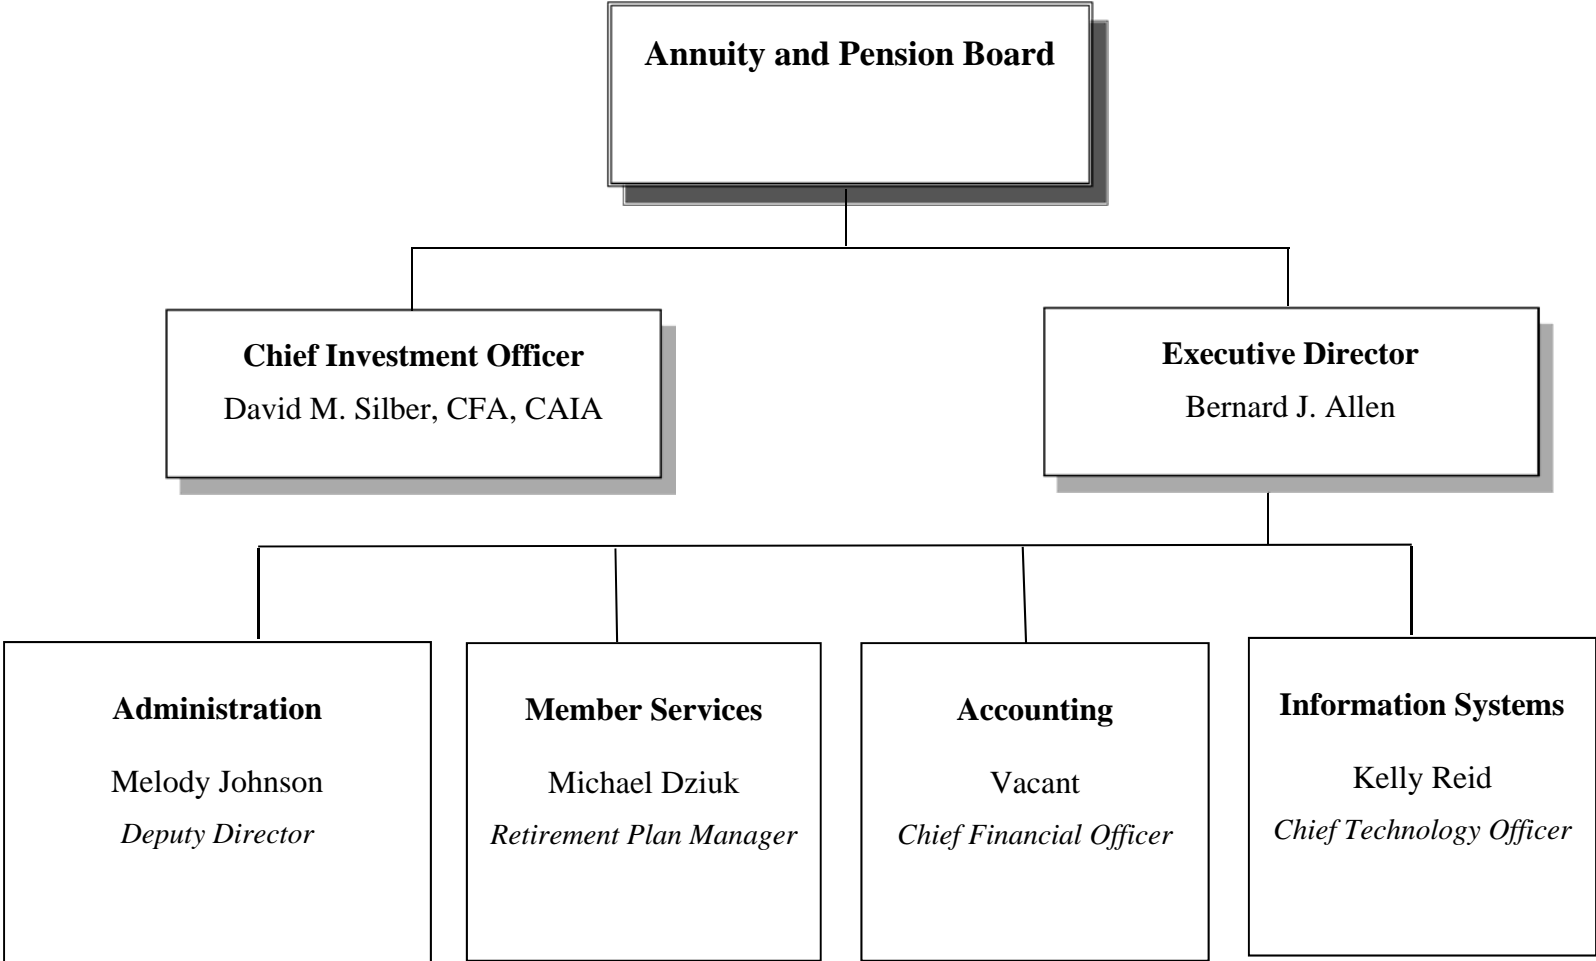 Annuity and Pension Board
Chief Investment Officer
David M. Silber, CFA, CAIA
Executive Director
Bernard J. Allen
Administration
Melody Johnson
Deputy Director
Member Services
Michael Dziuk
Retirement Plan Manager
Accounting
Vacant
Chief Financial Officer
Information Systems
Kelly Reid
Chief Technology Officer